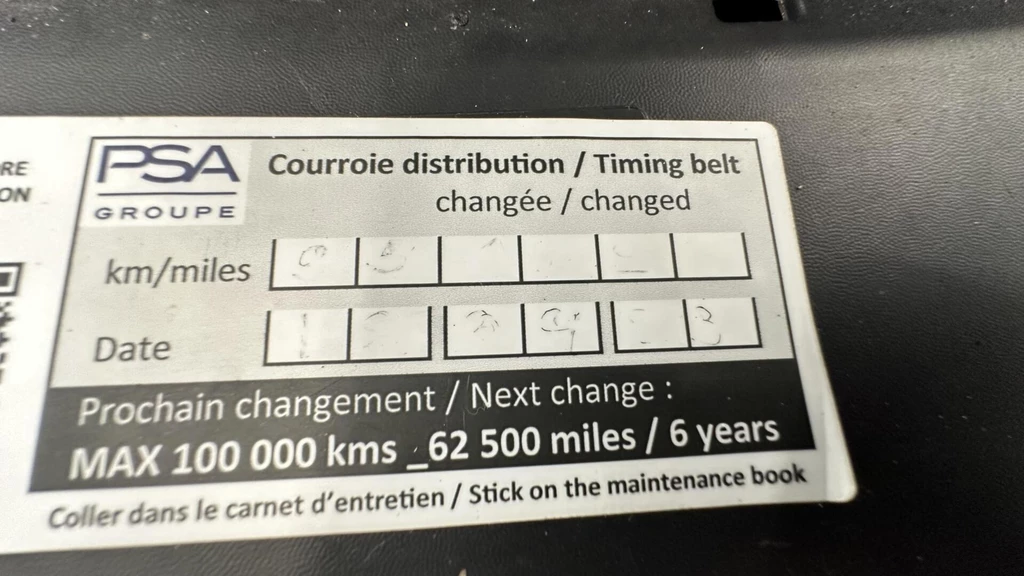 RE
ON
PSA
GROUPE
Courroie distribution / Timing belt
changée / changed
km/miles
Date
Prochain changement / Next change :
MAX 100 000 kms _62 500 miles / 6 years
Coller dans le carnet d'entretien / Stick on the maintenance book